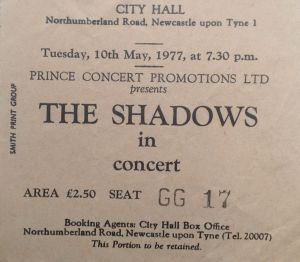 CITY HALL
Northumberland Road, Newcastle upon Tyne 1
Tuesday, 10th May, 1977, at 7.30 p.m.
PRINCE CONCERT PROMOTIONS LTD
presents
THE SHADOWS
in
concert
AREA £2.50 SEAT GG 17
Booking Agents: City Hall Box Office
Northumberland Road, Newcastle upon Tyne (Tel. 20007)
This Portion to be retained.
SMITH PRINT GROUP